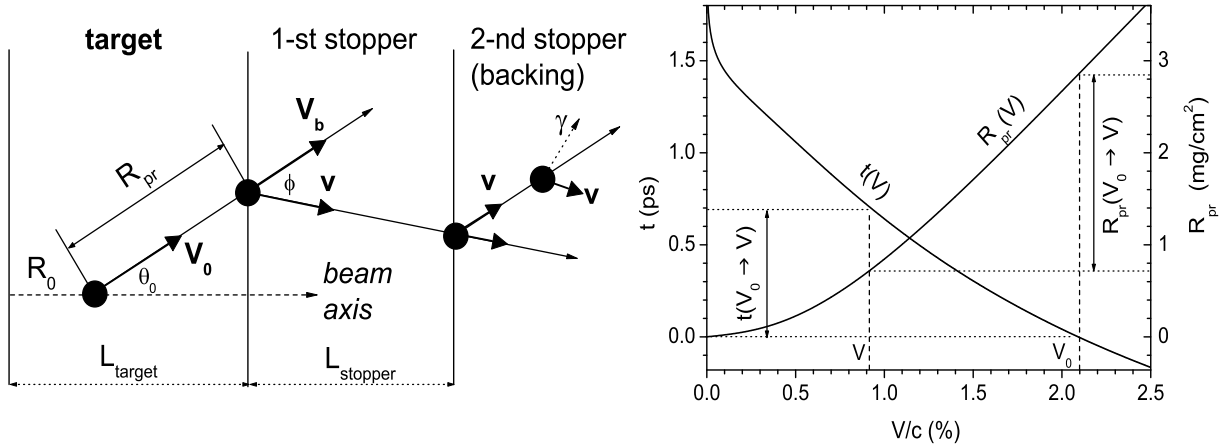 target
1-st stopper
2-nd stopper
(backing)
V_b
γ
R_pr
ϕ
v
v
v
V_0
R_0
θ_0
beam
axis
L_target
L_stopper
t (ps)
1.5
1.0
0.5
0.0
t(V_0 → V)
t(V)
R_pr(V)
R_pr(V_0 → V)
V
V_0
3
2
1
0
R_pr (mg/cm²)
0.0 0.5 1.0 1.5 2.0 2.5
V/c (%)